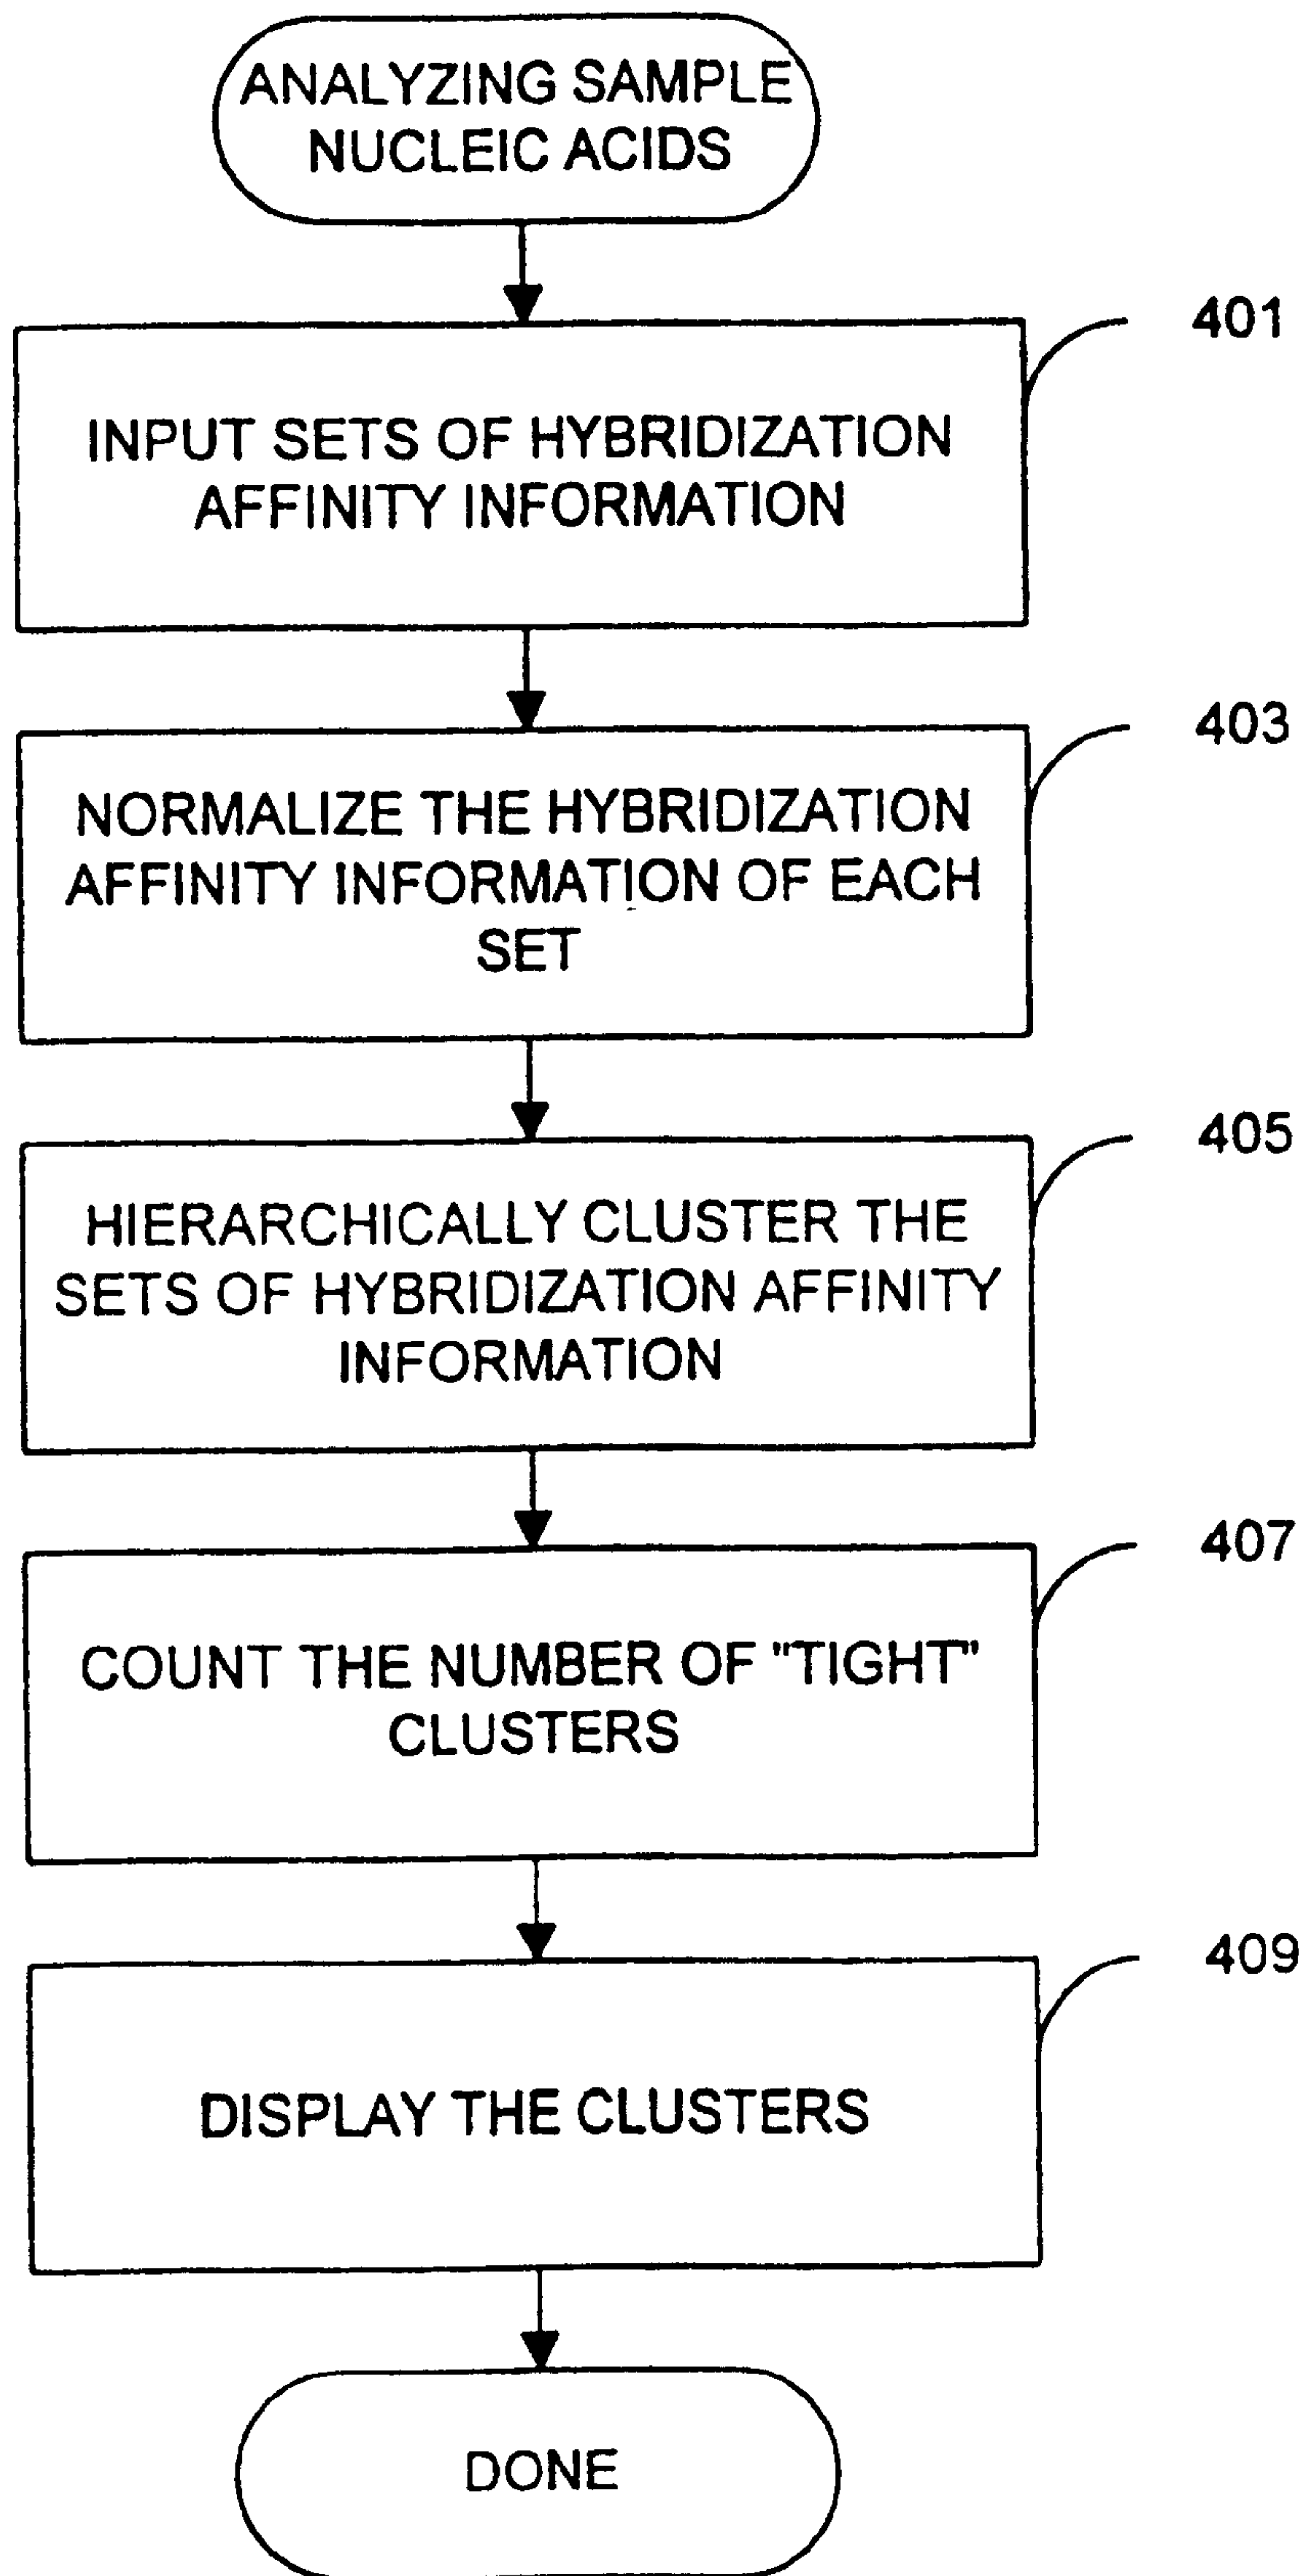 ANALYZING SAMPLE
NUCLEIC ACIDS
401
INPUT SETS OF HYBRIDIZATION
AFFINITY INFORMATION
403
NORMALIZE THE HYBRIDIZATION
AFFINITY INFORMATION OF EACH
SET
405
HIERARCHICALLY CLUSTER THE
SETS OF HYBRIDIZATION AFFINITY
INFORMATION
407
COUNT THE NUMBER OF "TIGHT"
CLUSTERS
409
DISPLAY THE CLUSTERS
DONE